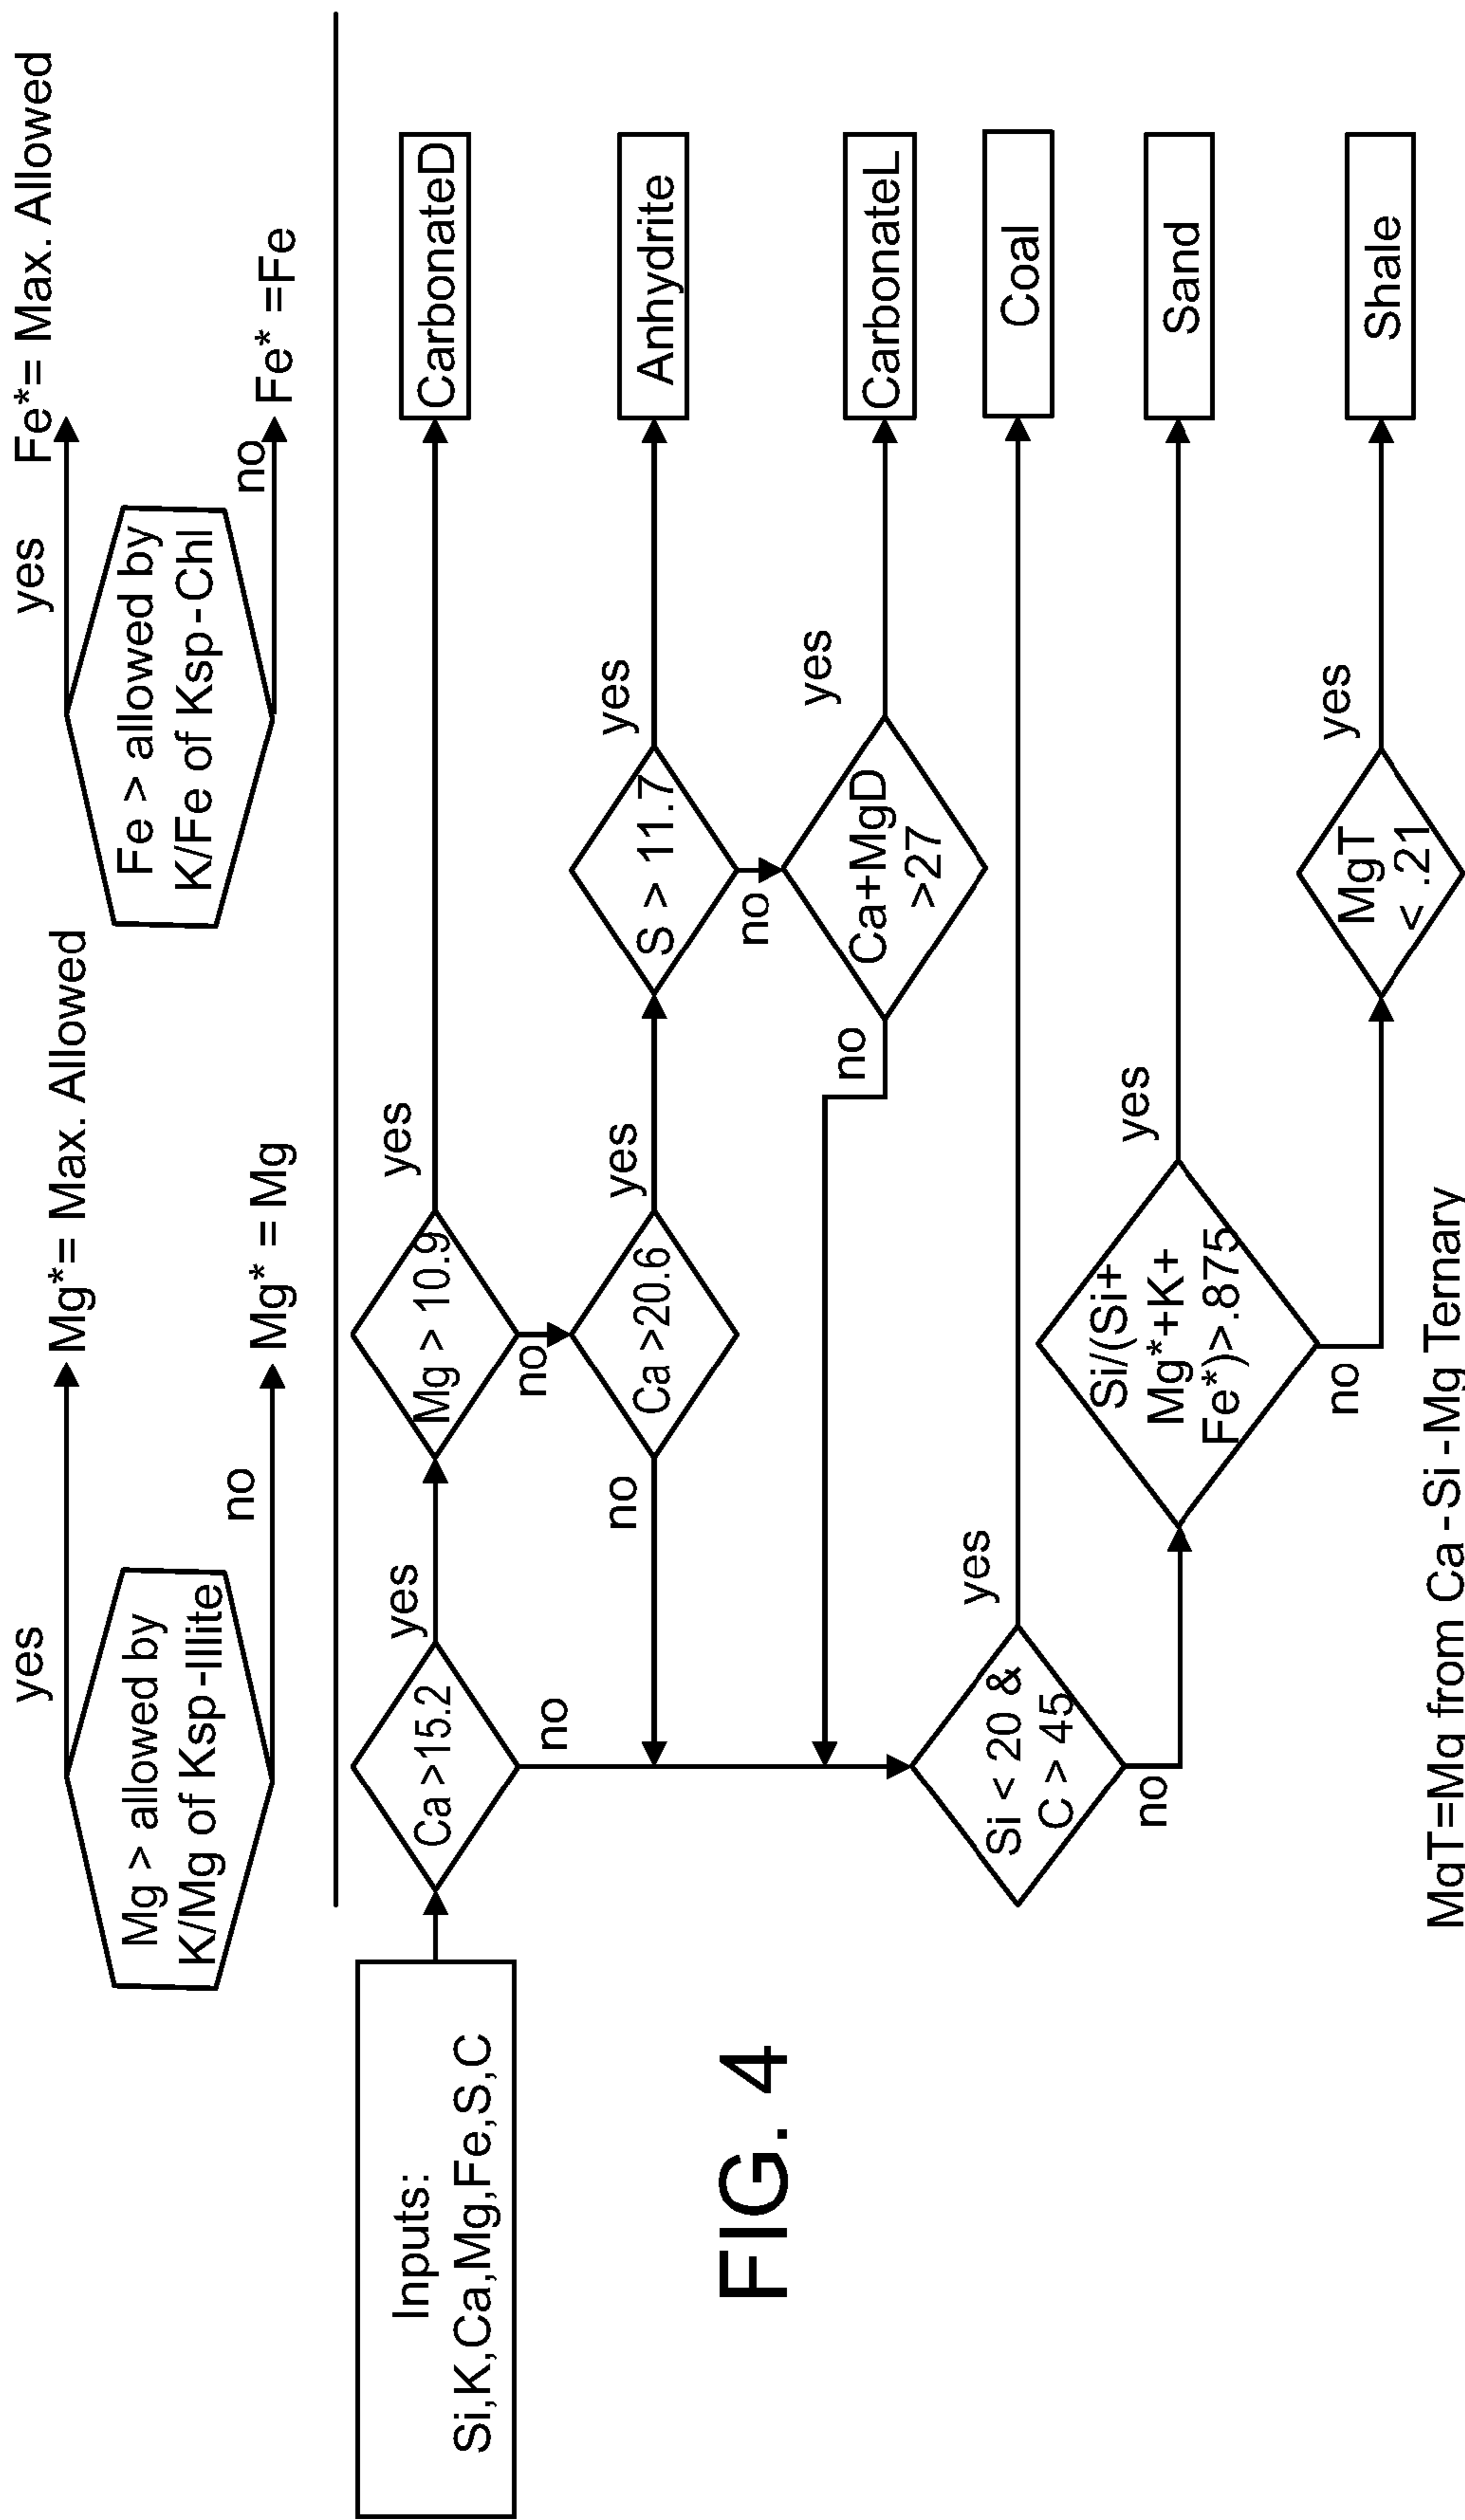 yes
Mg*= Max. Allowed
Mg > allowed by
K/Mg of Ksp-Illite
no
Mg* =Mg
yes
Fe*= Max. Allowed
Fe > allowed by
K/Fe of Ksp-Chl
no
Fe* =Fe
Inputs:
Si,K,Ca,Mg,Fe,S,C
Ca >15.2
yes
Mg > 10.9
yes
CarbonateD
no
no
Ca >20.6
yes
S > 11.7
yes
Anhydrite
no
no
Ca+MgD
>27
yes
CarbonateL
no
Si < 20 &
C > 45
yes
Coal
no
Si/(Si+
Mg*+K+
Fe*)>.875
yes
Sand
no
MgT
<.21
yes
Shale
MgT=Mg from Ca-Si-Mg Ternary
FIG. 4